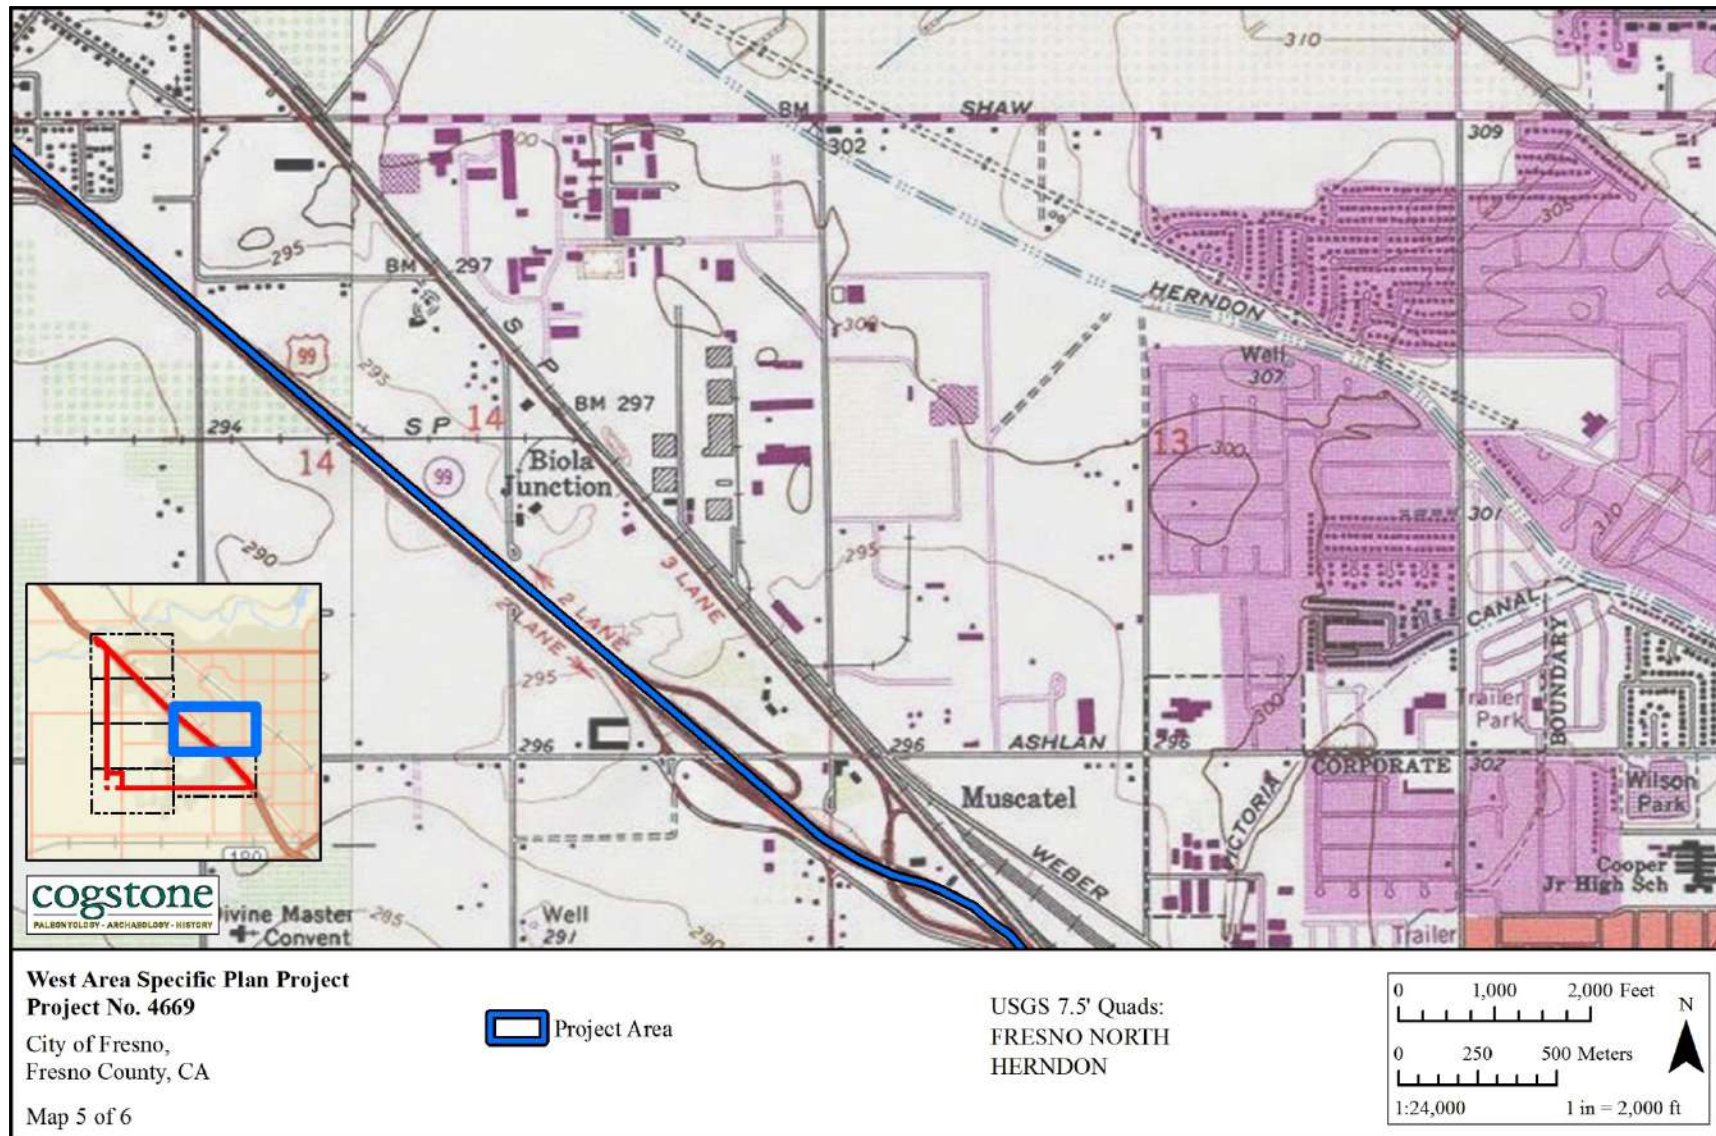 310
BM
SHAW
302
309
300
305
295
BM
297
HERNDON
99
S P
300
Well
307
295
BM 297
294
S P
14
13
300
14
99
Biola
Junction
301
310
290
295
3 LANE
2 LANE
2 LANE
CANAL
BOUNDARY
295
300
Trailer
Park
296
296
ASHLAN
296
CORPORATE
302
Wilson
Park
Muscatel
VICTORIA
WEBER
180
Cooper
Jr High Sch
cogstone
PALEONTOLOGY - ARCHAEOLOGY - HISTORY
Divine Master
Convent
285
Well
291
290
Trailer
West Area Specific Plan Project
Project No. 4669
City of Fresno,
Fresno County, CA
Map 5 of 6
Project Area
USGS 7.5' Quads:
FRESNO NORTH
HERNDON
0 1,000 2,000 Feet
N
0 250 500 Meters
1:24,000 1 in = 2,000 ft